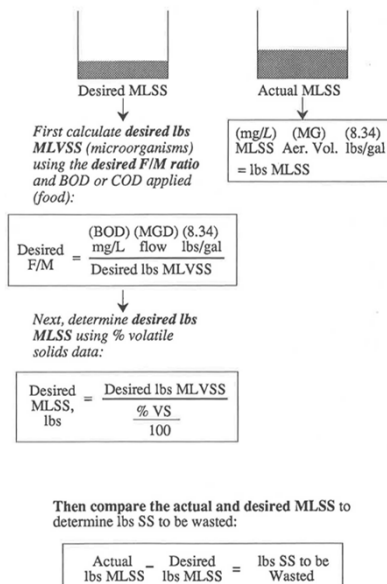 Desired MLSS
First calculate desired lbs
MLVSS (microorganisms)
using the desired F/M ratio
and BOD or COD applied
(food):
Desired F/M = (BOD) (MGD) (8.34) mg/L flow lbs/gal / Desired lbs MLVSS
Next, determine desired lbs
MLSS using % volatile
solids data:
Desired MLSS, lbs = Desired lbs MLVSS / % VS / 100
Actual MLSS
(mg/L) (MG) (8.34)
MLSS Aer. Vol. lbs/gal
= lbs MLSS
Then compare the actual and desired MLSS to
determine lbs SS to be wasted:
Actual lbs MLSS - Desired lbs MLSS = lbs SS to be Wasted